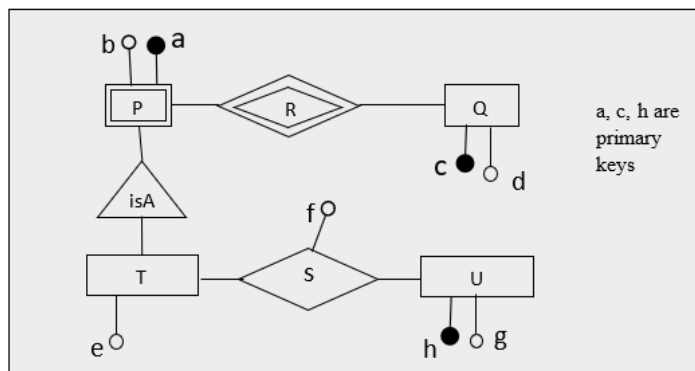 b a
P R Q
c d
a, c, h are
primary
keys
isA
f
T S U
e h g